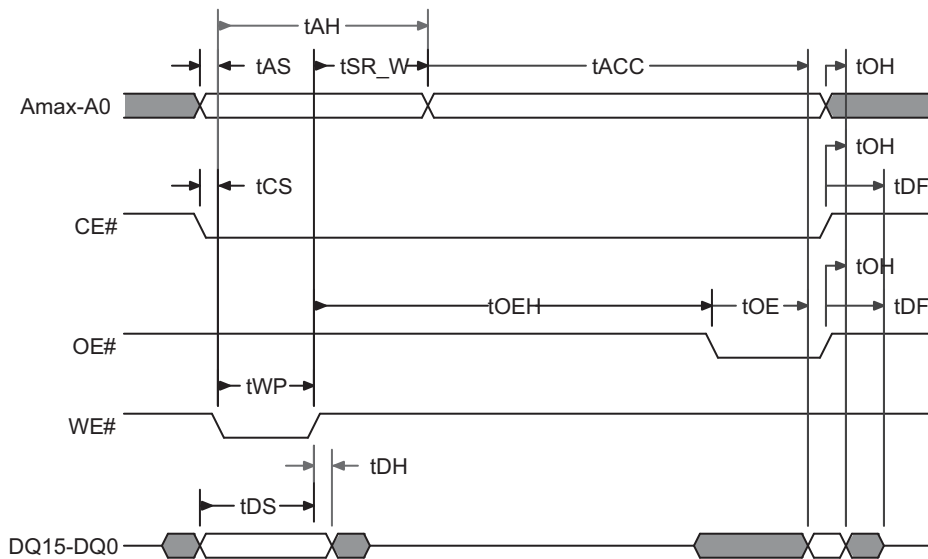 tAH
tAS tSR_W tACC tOH
Amax-A0
tOH
tCS tDF
CE#
tOH
tOEH tOE tDF
OE#
tWP
WE#
tDH
tDS
DQ15-DQ0